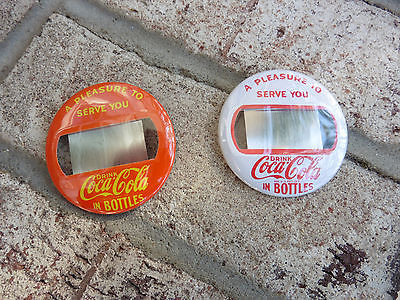 A PLEASURE TO
SERVE YOU
DRINK
Coca-Cola
IN BOTTLES
A PLEASURE TO
SERVE YOU
DRINK
Coca-Cola
IN BOTTLES